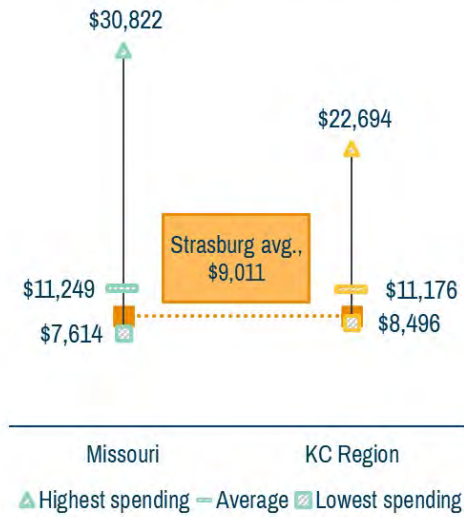 $30,822
$22,694
Strasburg avg.,
$9,011
$11,249
$11,176
$7,614
$8,496
Missouri
KC Region
Highest spending
Average
Lowest spending